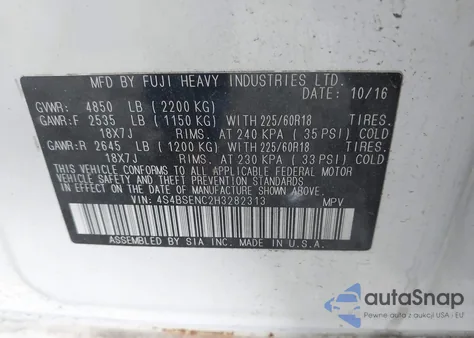 MFD BY FUJI HEAVY INDUSTRIES LTD.
DATE: 10/16
GVWR: 4850 LB ( 2200 KG)
GAWR:F 2535 LB ( 1150 KG) WITH 225/60R18 TIRES,
18X7J RIMS, AT 240 KPA ( 35 PSI) COLD
GAWR:R 2645 LB ( 1200 KG) WITH 225/60R18 TIRES,
18X7J RIMS, AT 230 KPA ( 33 PSI) COLD
THIS VEHICLE CONFORMS TO ALL APPLICABLE FEDERAL MOTOR
VEHICLE SAFETY AND THEFT PREVENTION STANDARDS
IN EFFECT ON THE DATE OF MANUFACTURE SHOWN ABOVE.
VIN: 4S4BSENC2H3282313 MPV
ASSEMBLED BY SIA INC. MADE IN U.S.A.
autoSnap
Pewne auta z aukcji USA i EU